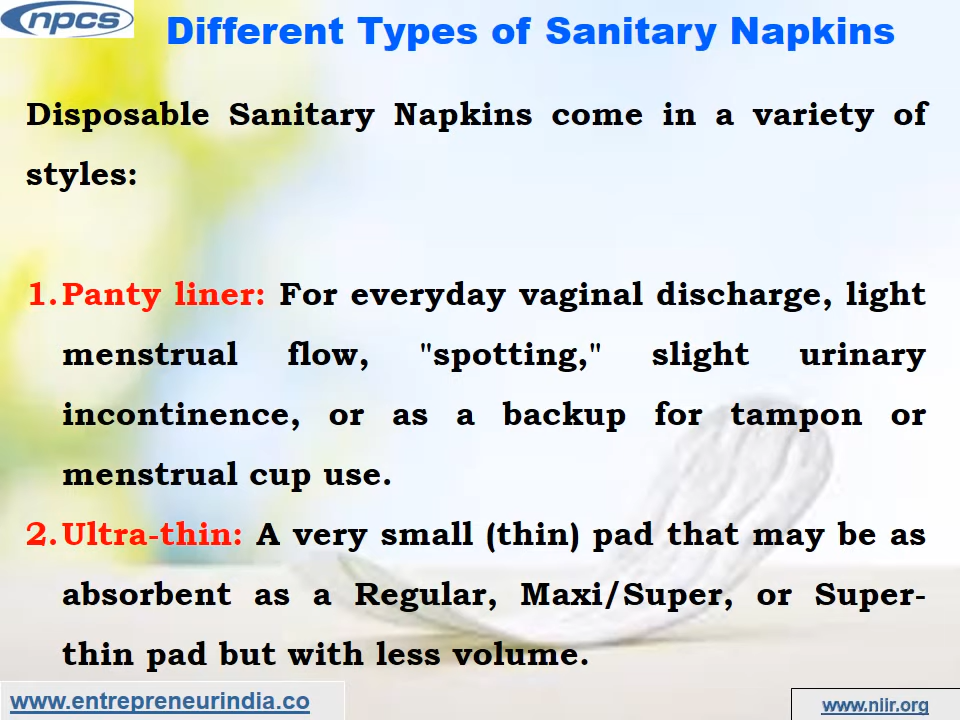 npcs
Different Types of Sanitary Napkins
Disposable Sanitary Napkins come in a variety of
styles:
1. Panty liner: For everyday vaginal discharge, light
menstrual flow, "spotting," slight urinary
incontinence, or as a backup for tampon or
menstrual cup use.
2. Ultra-thin: A very small (thin) pad that may be as
absorbent as a Regular, Maxi/Super, or Super-
thin pad but with less volume.
www.entrepreneurindia.co
www.niir.org